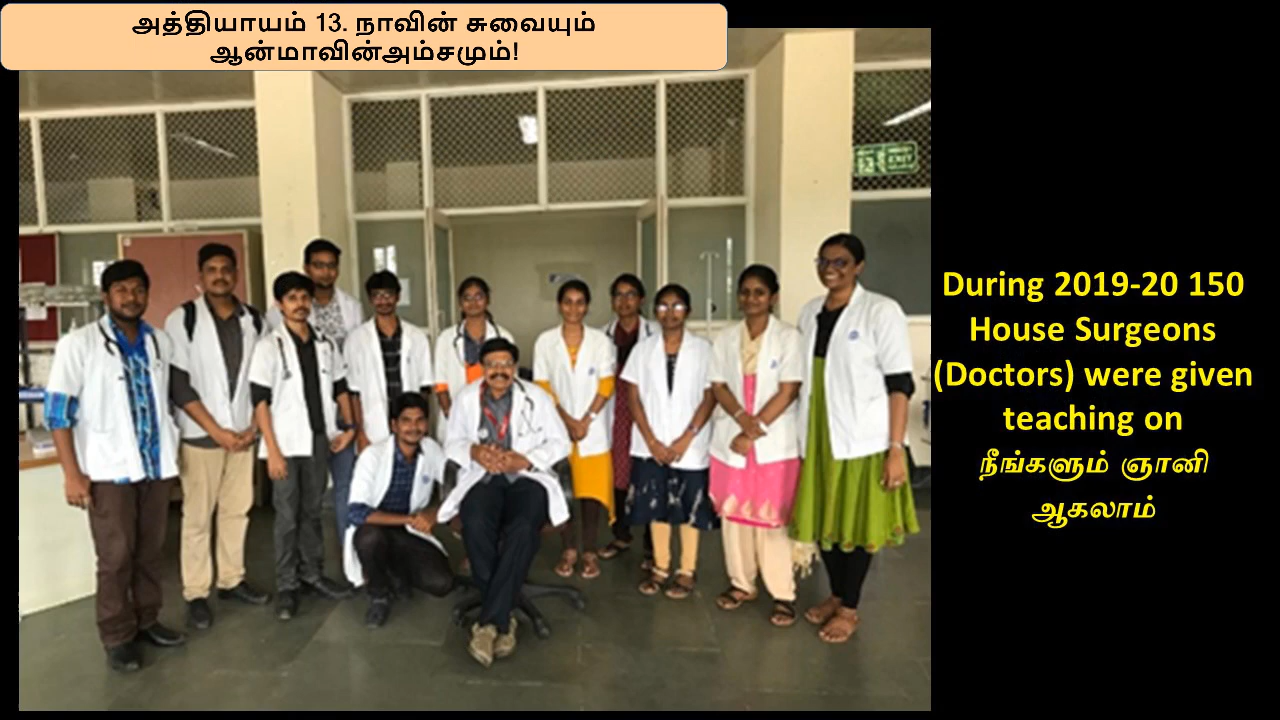 அத்தியாயம் 13. நாவின் சுவையும்
ஆன்மாவின்அம்சமும்!
EXIT
During 2019-20 150
House Surgeons
(Doctors) were given
teaching on
நீங்களும் ஞானி
ஆகலாம்